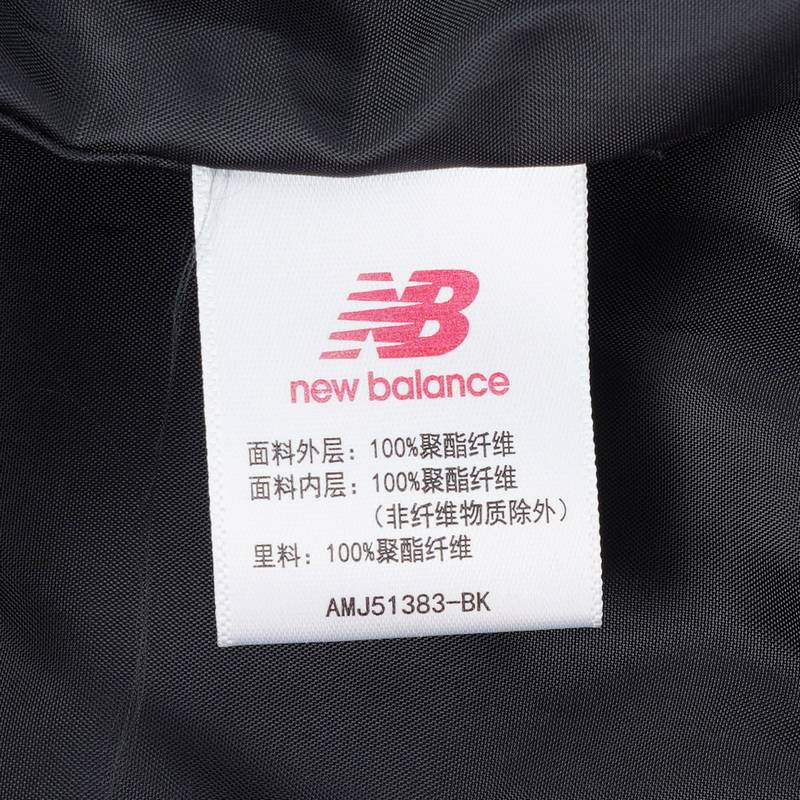 NB
new balance
面料外层：100%聚酯纤维
面料内层：100%聚酯纤维
（非纤维物质除外）
里料：100%聚酯纤维
AMJ51383-BK